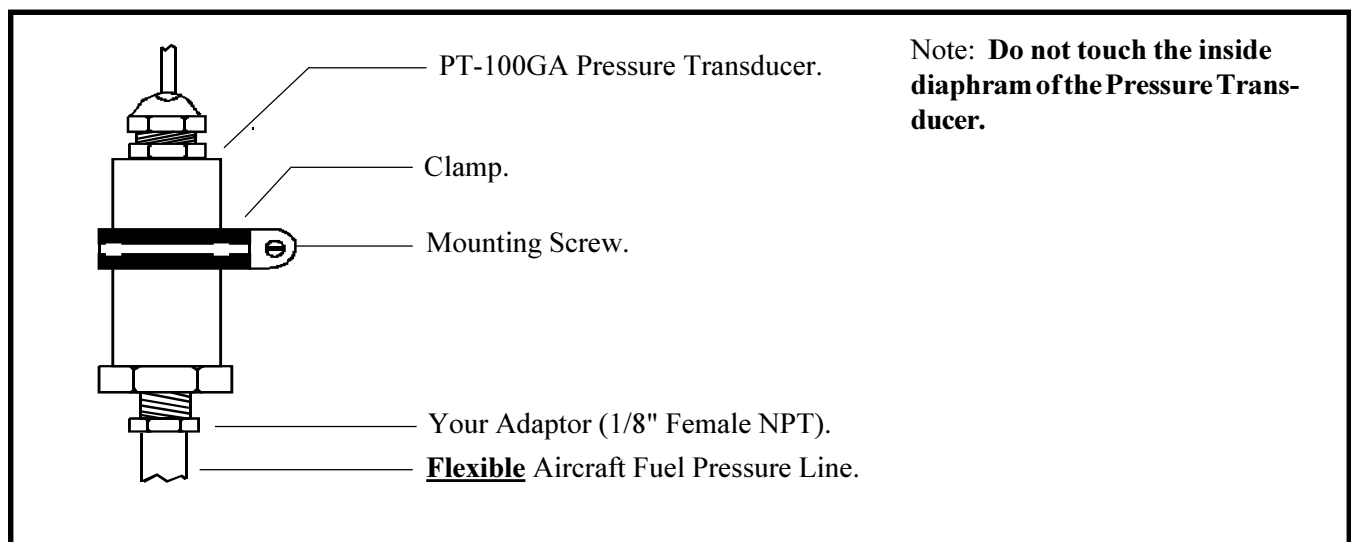 PT-100GA Pressure Transducer.
Note: Do not touch the inside
diaphram of the Pressure Trans-
ducer.
Clamp.
Mounting Screw.
Your Adaptor (1/8" Female NPT).
Flexible Aircraft Fuel Pressure Line.